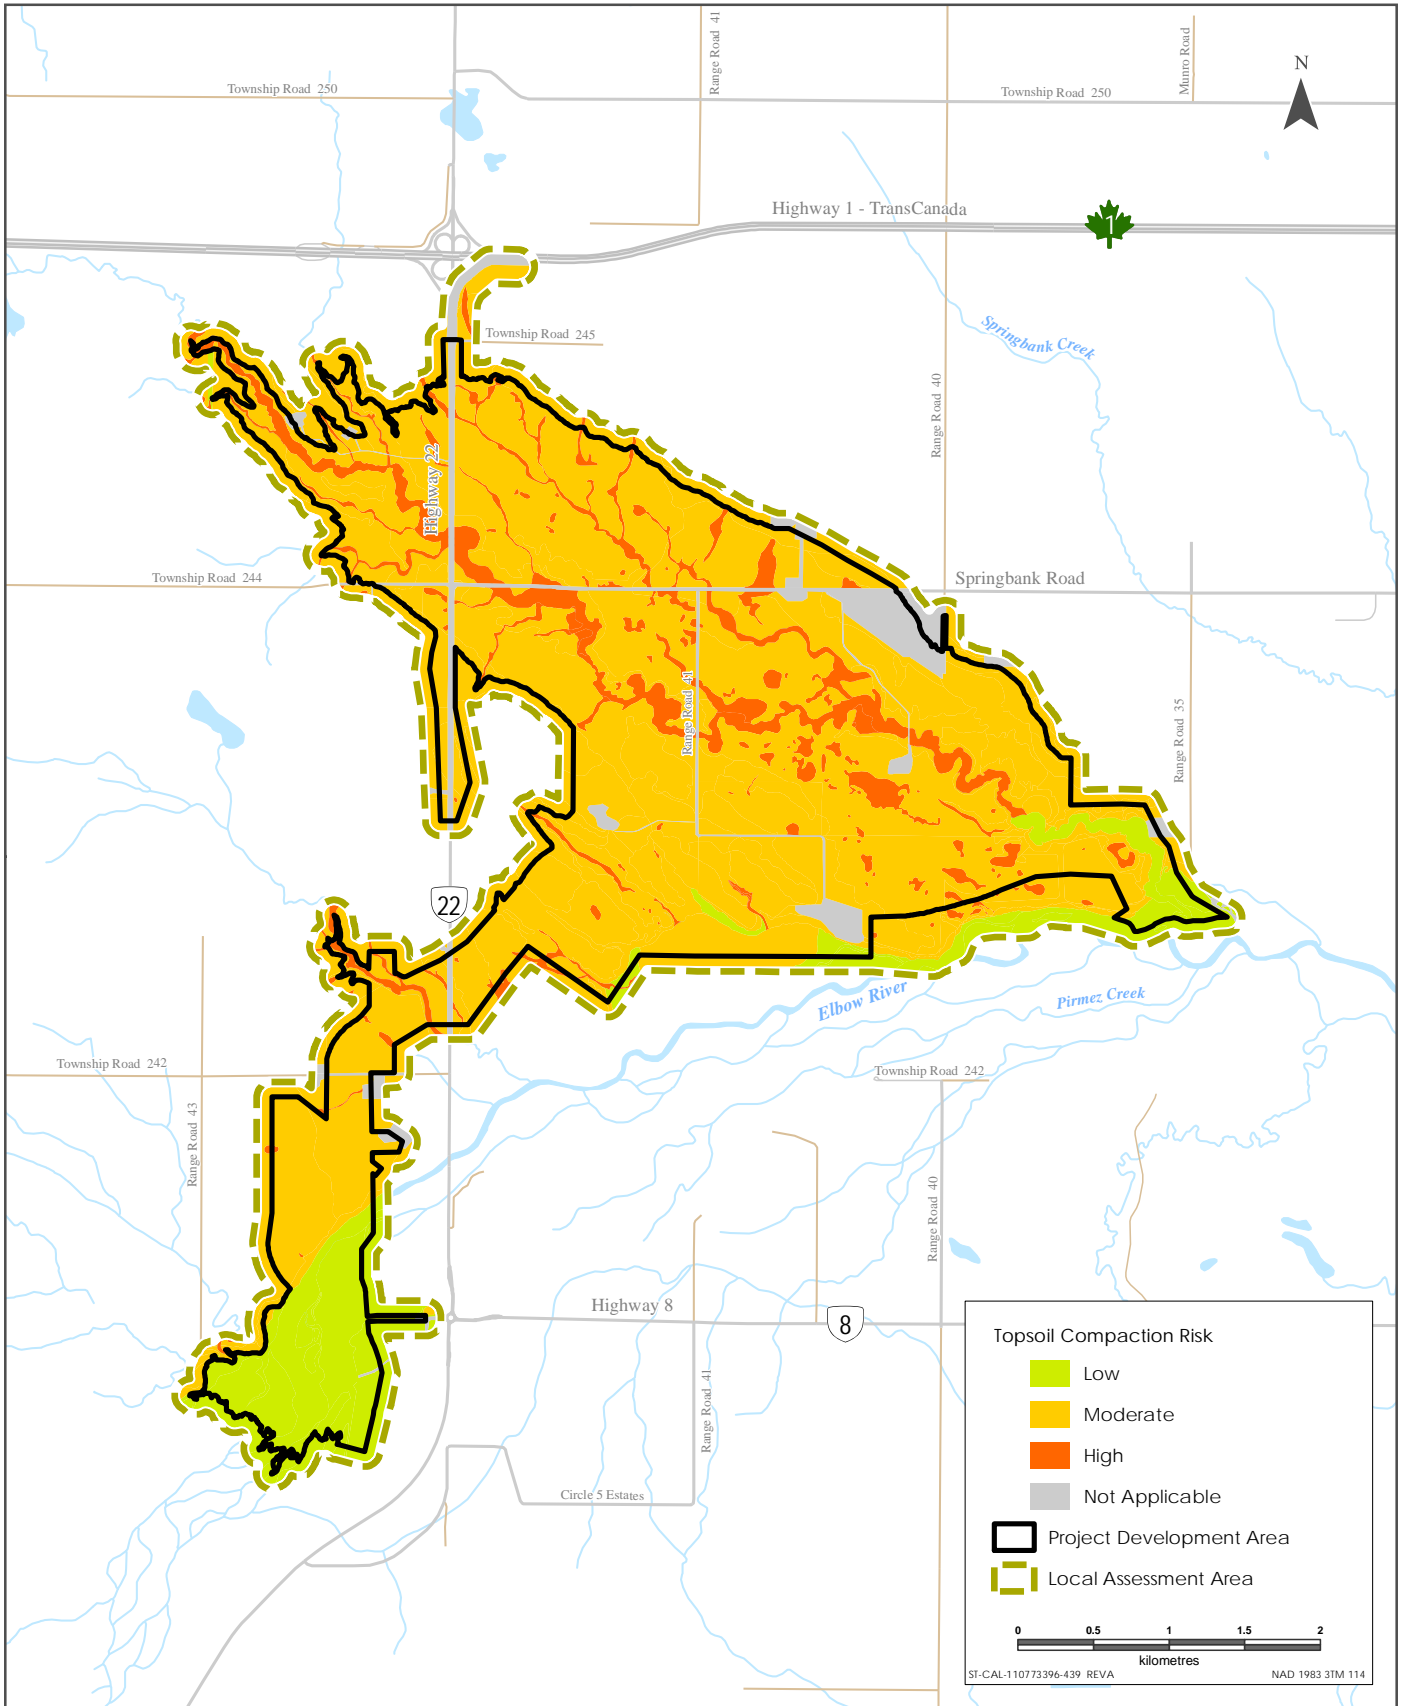 Range Road 41
Munro Road
N
Township Road 250
Township Road 250
Highway 1 - TransCanada
1
Springbank Creek
Township Road 245
Range Road 40
Highway 22
Township Road 244
Springbank Road
Range Road 41
Range Road 35
22
Elbow River
Pirmez Creek
Township Road 242
Township Road 242
Range Road 43
Range Road 40
Highway 8
8
Range Road 41
Circle 5 Estates
Topsoil Compaction Risk
Low
Moderate
High
Not Applicable
Project Development Area
Local Assessment Area
0 0.5 1 1.5 2
kilometres
ST-CAL-110773396-439 REVA
NAD 1983 3TM 114